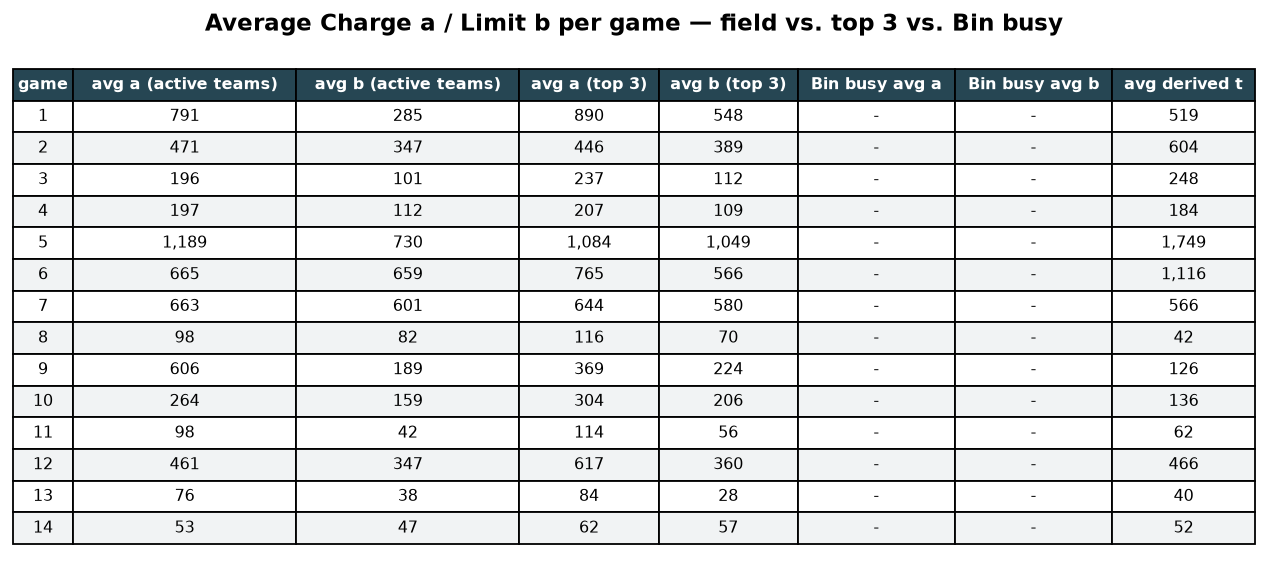 Average Charge a / Limit b per game — field vs. top 3 vs. Bin busy
game avg a (active teams) avg b (active teams) avg a (top 3) avg b (top 3) Bin busy avg a Bin busy avg b avg derived t
1 791 285 890 548 - - 519
2 471 347 446 389 - - 604
3 196 101 237 112 - - 248
4 197 112 207 109 - - 184
5 1,189 730 1,084 1,049 - - 1,749
6 665 659 765 566 - - 1,116
7 663 601 644 580 - - 566
8 98 82 116 70 - - 42
9 606 189 369 224 - - 126
10 264 159 304 206 - - 136
11 98 42 114 56 - - 62
12 461 347 617 360 - - 466
13 76 38 84 28 - - 40
14 53 47 62 57 - - 52